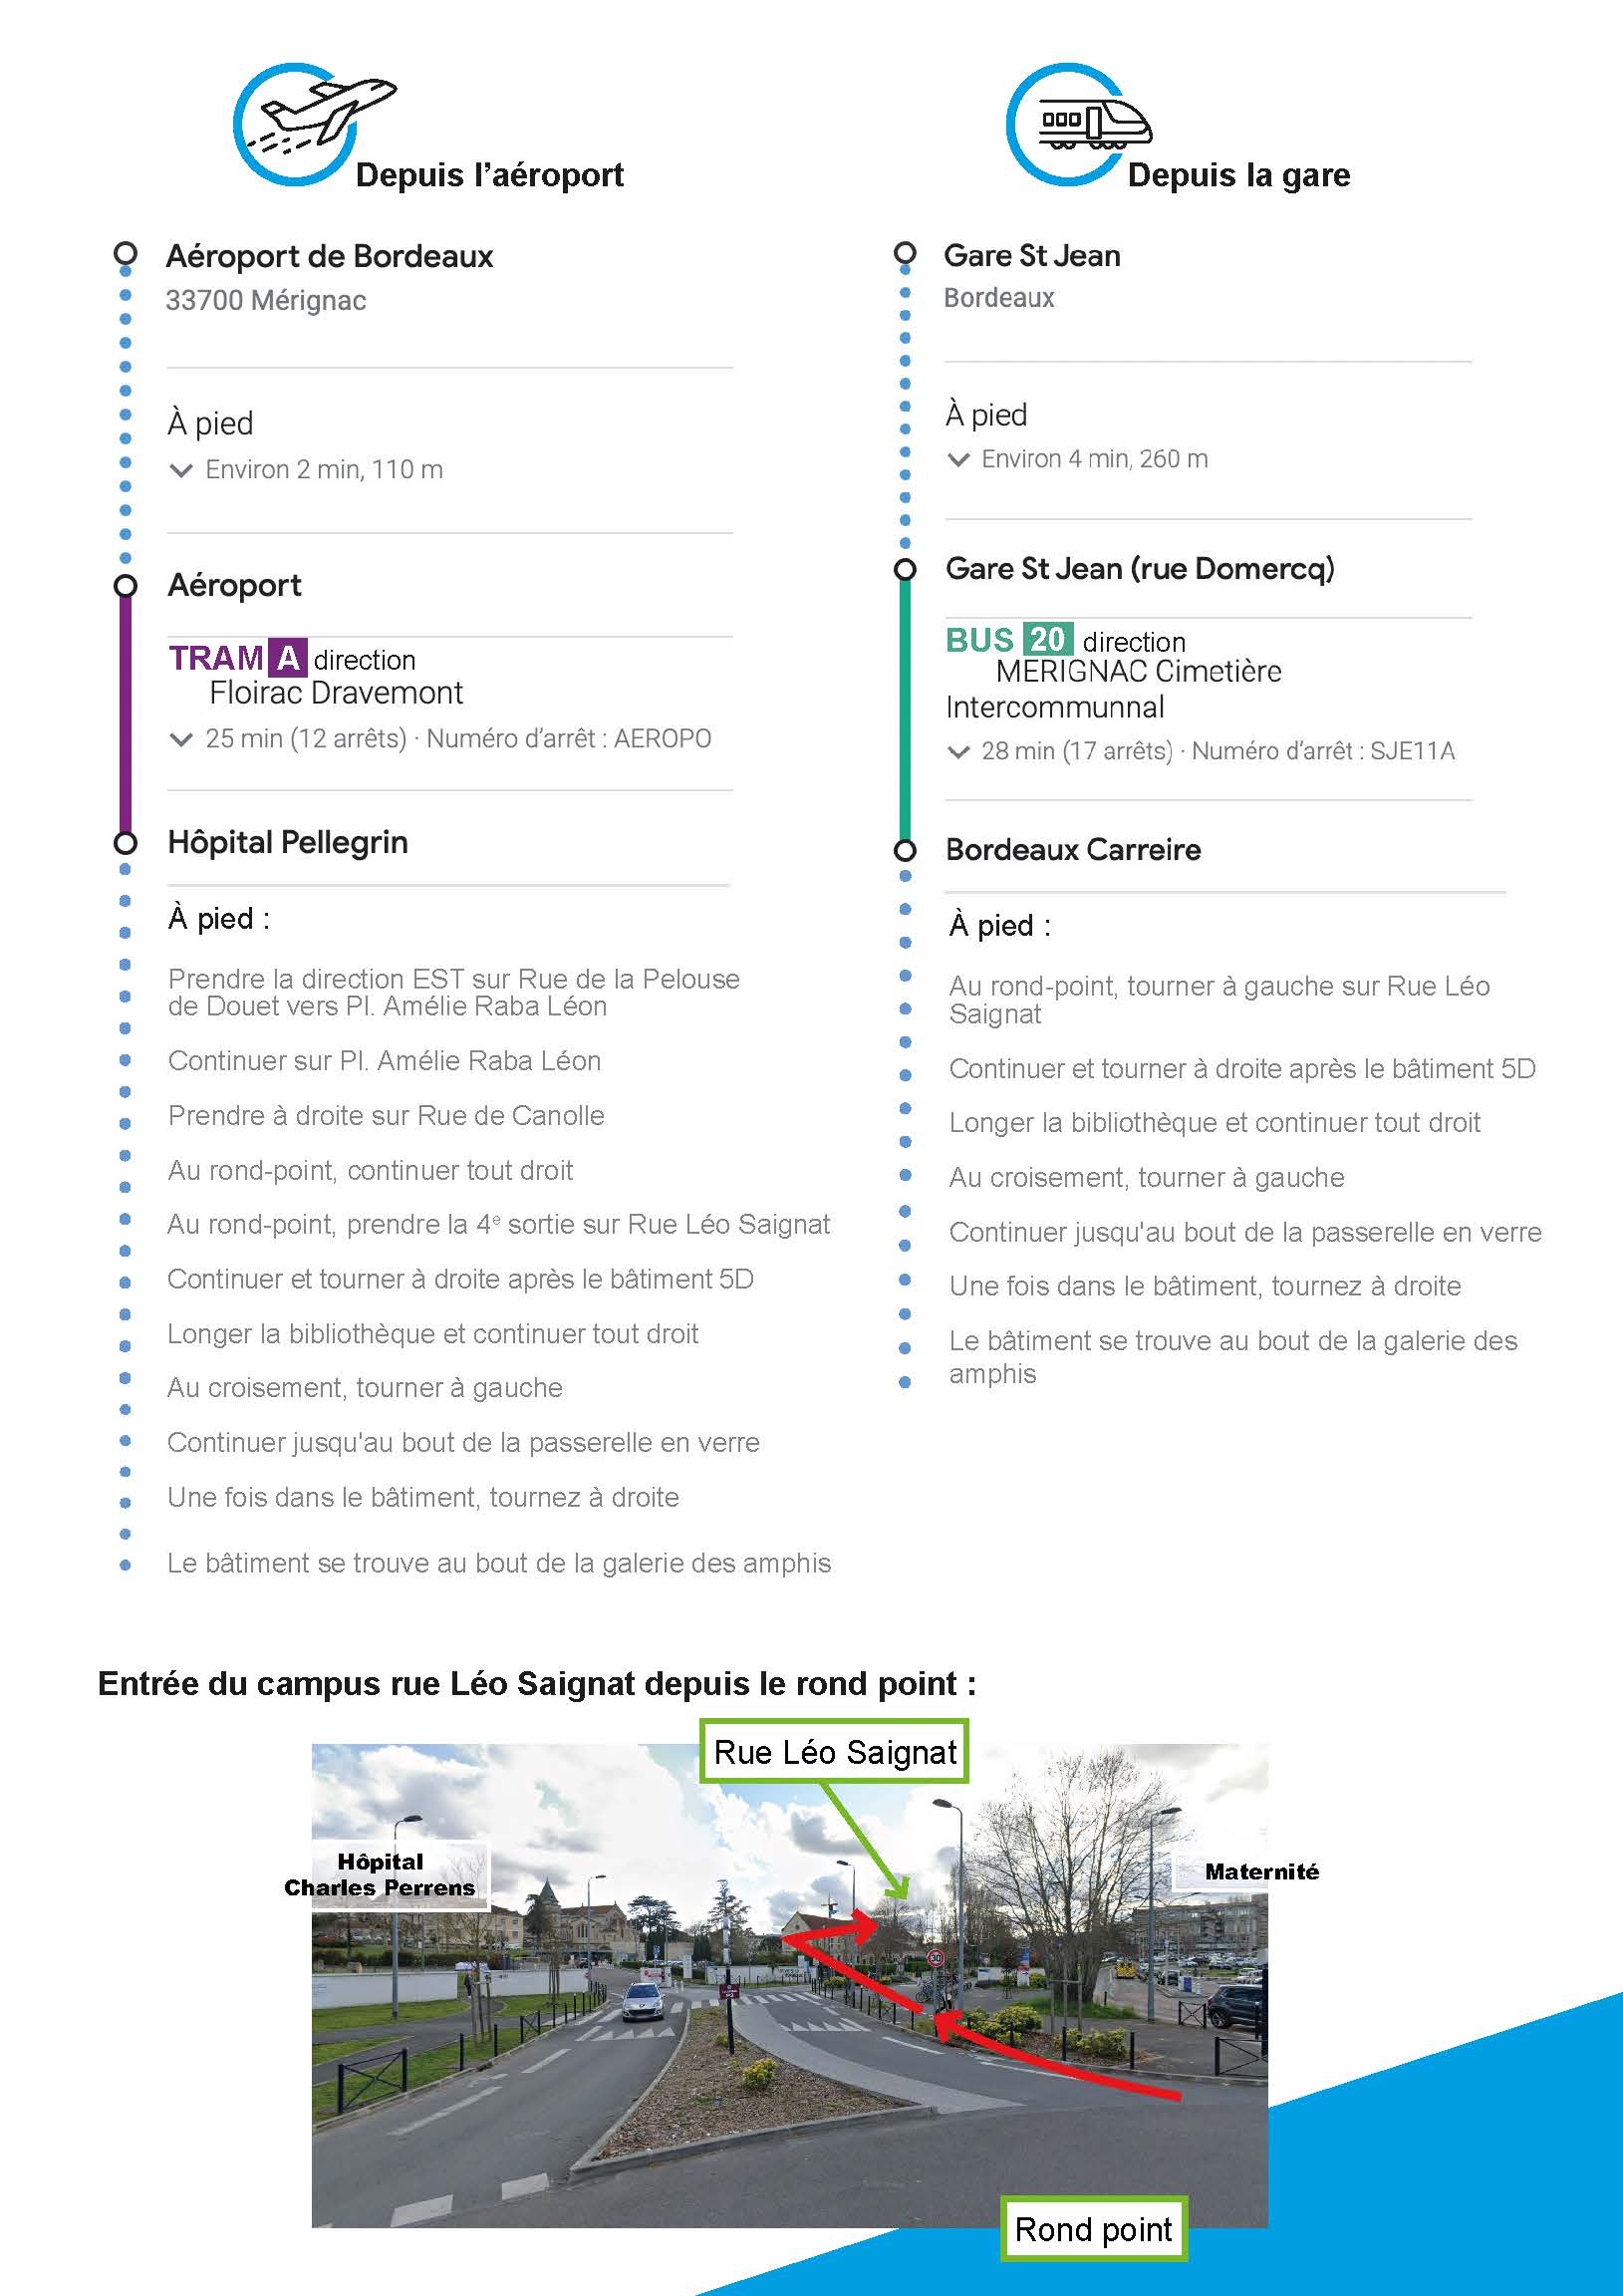 Depuis l'aéroport
Aéroport de Bordeaux
33700 Mérignac
À pied
Environ 2 min, 110 m
Aéroport
TRAM A direction
Floirac Dravemont
25 min (12 arrêts) · Numéro d'arrêt : AEROPO
Hôpital Pellegrin
À pied :
Prendre la direction EST sur Rue de la Pelouse
de Douet vers Pl. Amélie Raba Léon
Continuer sur Pl. Amélie Raba Léon
Prendre à droite sur Rue de Canolle
Au rond-point, continuer tout droit
Au rond-point, prendre la 4e sortie sur Rue Léo Saignat
Continuer et tourner à droite après le bâtiment 5D
Longer la bibliothèque et continuer tout droit
Au croisement, tourner à gauche
Continuer jusqu'au bout de la passerelle en verre
Une fois dans le bâtiment, tournez à droite
Le bâtiment se trouve au bout de la galerie des amphis
Depuis la gare
Gare St Jean
Bordeaux
À pied
Environ 4 min, 260 m
Gare St Jean (rue Domercq)
BUS 20 direction
MERIGNAC Cimetière
Intercommunnal
28 min (17 arrêts) · Numéro d'arrêt : SJE11A
Bordeaux Carreire
À pied :
Au rond-point, tourner à gauche sur Rue Léo
Saignat
Continuer et tourner à droite après le bâtiment 5D
Longer la bibliothèque et continuer tout droit
Au croisement, tourner à gauche
Continuer jusqu'au bout de la passerelle en verre
Une fois dans le bâtiment, tournez à droite
Le bâtiment se trouve au bout de la galerie des
amphis
Entrée du campus rue Léo Saignat depuis le rond point :
Rue Léo Saignat
Hôpital
Charles Perrens
Maternité
30
Rond point